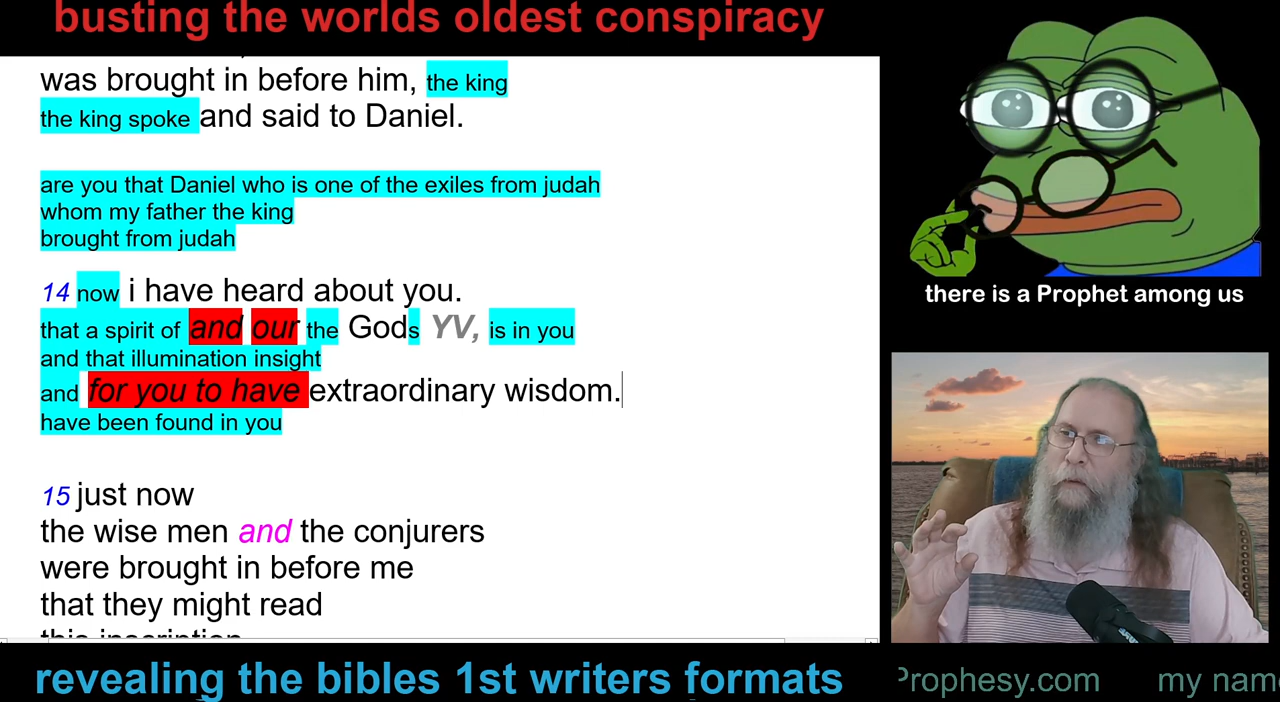 busting the worlds oldest conspiracy
was brought in before him, the king
the king spoke and said to Daniel.
are you that Daniel who is one of the exiles from judah
whom my father the king
brought from judah
14 now i have heard about you.
that a spirit of and our the Gods YV, is in you
and that illumination insight
and for you to have extraordinary wisdom.
have been found in you
15 just now
the wise men and the conjurers
were brought in before me
that they might read
this inscription
there is a Prophet among us
revealing the bibles 1st writers formats
Prophesy.com my nam